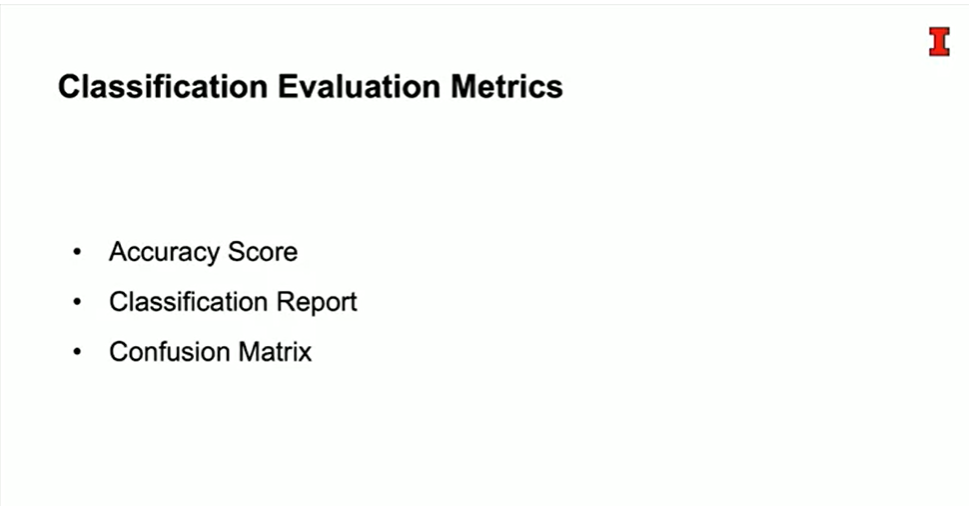 Classification Evaluation Metrics
• Accuracy Score
• Classification Report
• Confusion Matrix